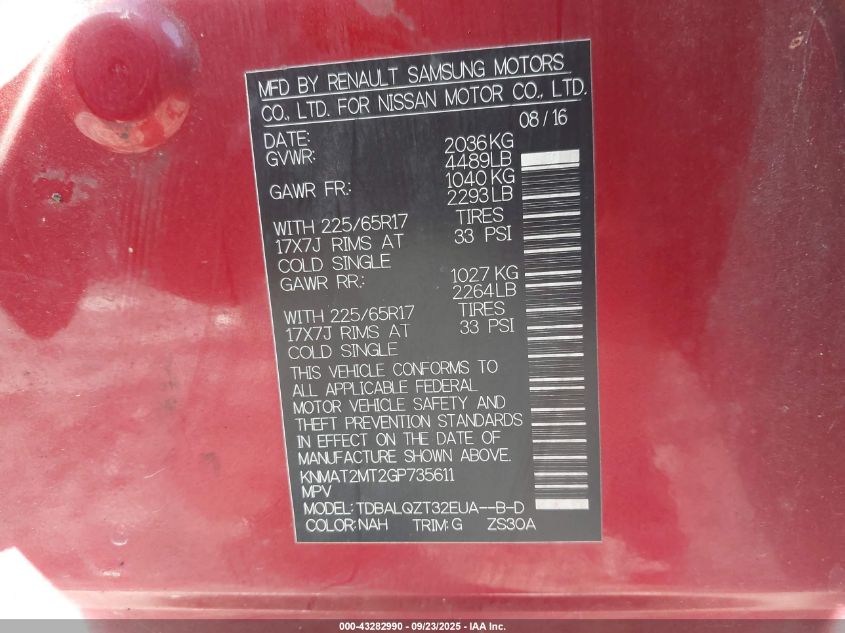 MFD BY RENAULT SAMSUNG MOTORS
CO., LTD. FOR NISSAN MOTOR CO., LTD.
08/16
DATE:
GVWR: 2036KG
4489LB
GAWR FR.: 1040KG
2293LB
WITH 225/65R17 TIRES
17X7J RIMS AT 33 PSI
COLD SINGLE
GAWR RR.: 1027 KG
2264LB
WITH 225/65R17 TIRES
17X7J RIMS AT 33 PSI
COLD SINGLE
THIS VEHICLE CONFORMS TO
ALL APPLICABLE FEDERAL
MOTOR VEHICLE SAFETY AND
THEFT PREVENTION STANDARDS
IN EFFECT ON THE DATE OF
MANUFACTURE SHOWN ABOVE.
KNMAT2MT2GP735611
MPV
MODEL:TDBALQZT32EUA--B-D
COLOR:NAH TRIM:G ZS30A
000-43282990 - 09/23/2025 - IAA, Inc.